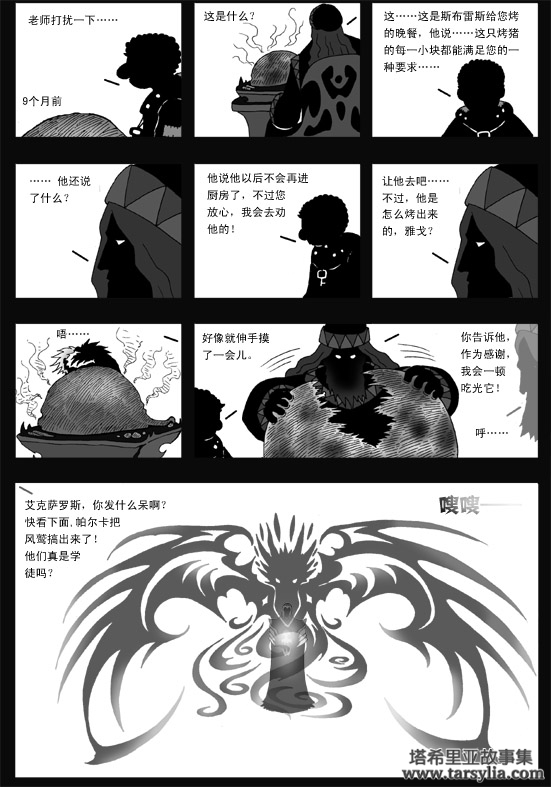 老师打扰一下……
9个月前
这是什么？
这……这是斯布雷斯给您烤
的晚餐，他说……这只烤猪
的每一小块都能满足您的一
种要求……
…… 他还说
了什么？
他说他以后不会再进
厨房了，不过您
放心，我会去劝
他的！
让他去吧……
不过，他是
怎么烤出来
的，雅戈？
唔……
好像就伸手摸
了一会儿。
你告诉他，
作为感谢，
我会一顿
吃光它！
呼……
艾克萨罗斯，你发什么呆啊？
快看下面，帕尔卡把
风鹫搞出来了！
他们真是学
徒吗？
嗖嗖——
塔希里亚故事集
www.tarsylia.com